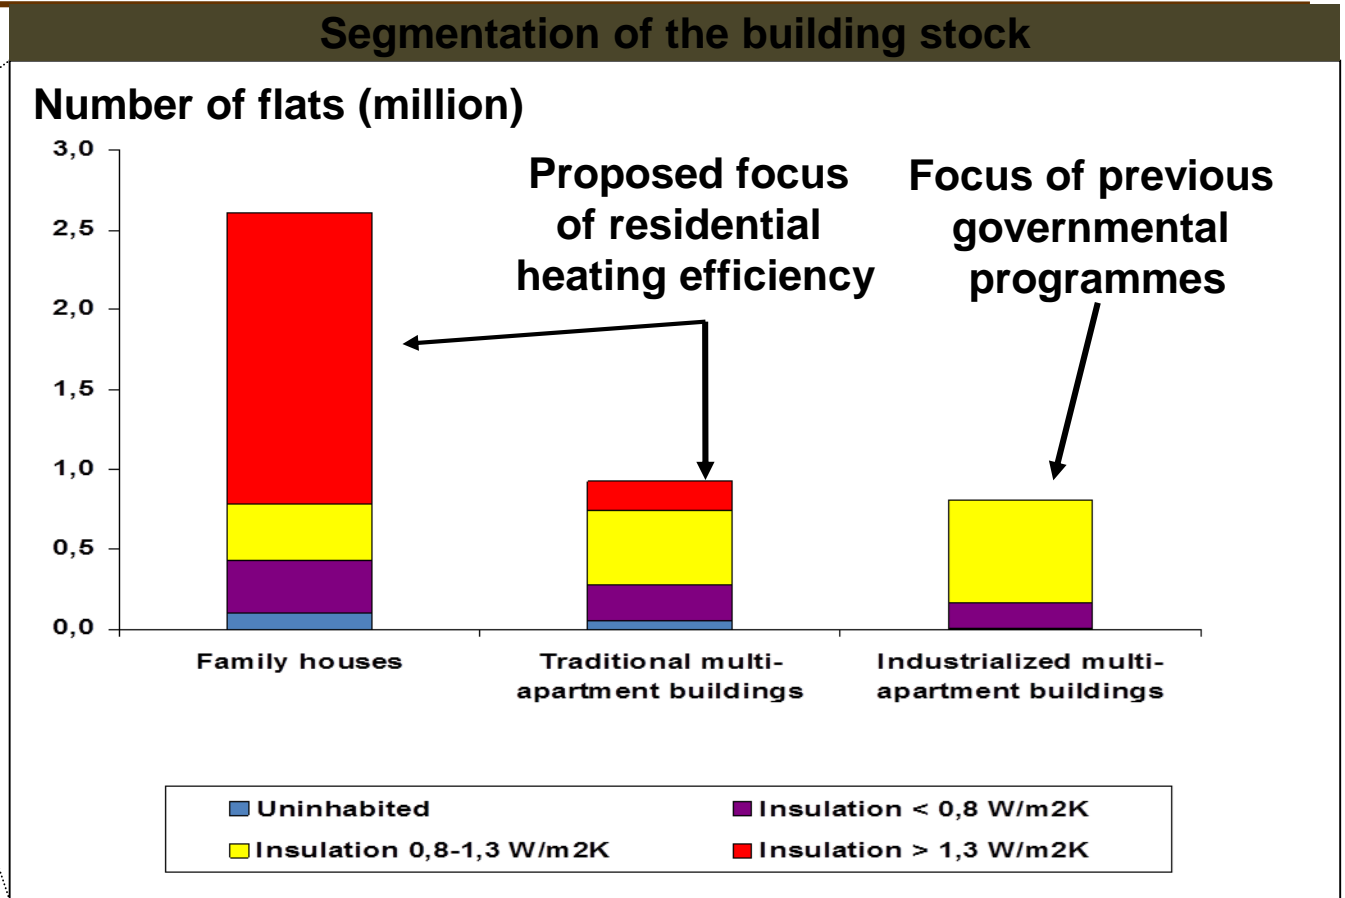 Segmentation of the building stock
Number of flats (million)
Proposed focus
of residential
heating efficiency
Focus of previous
governmental
programmes
3,0
2,5
2,0
1,5
1,0
0,5
0,0
Family houses
Traditional multi-
apartment buildings
Industrialized multi-
apartment buildings
Uninhabited
Insulation < 0,8 W/m2K
Insulation 0,8-1,3 W/m2K
Insulation > 1,3 W/m2K